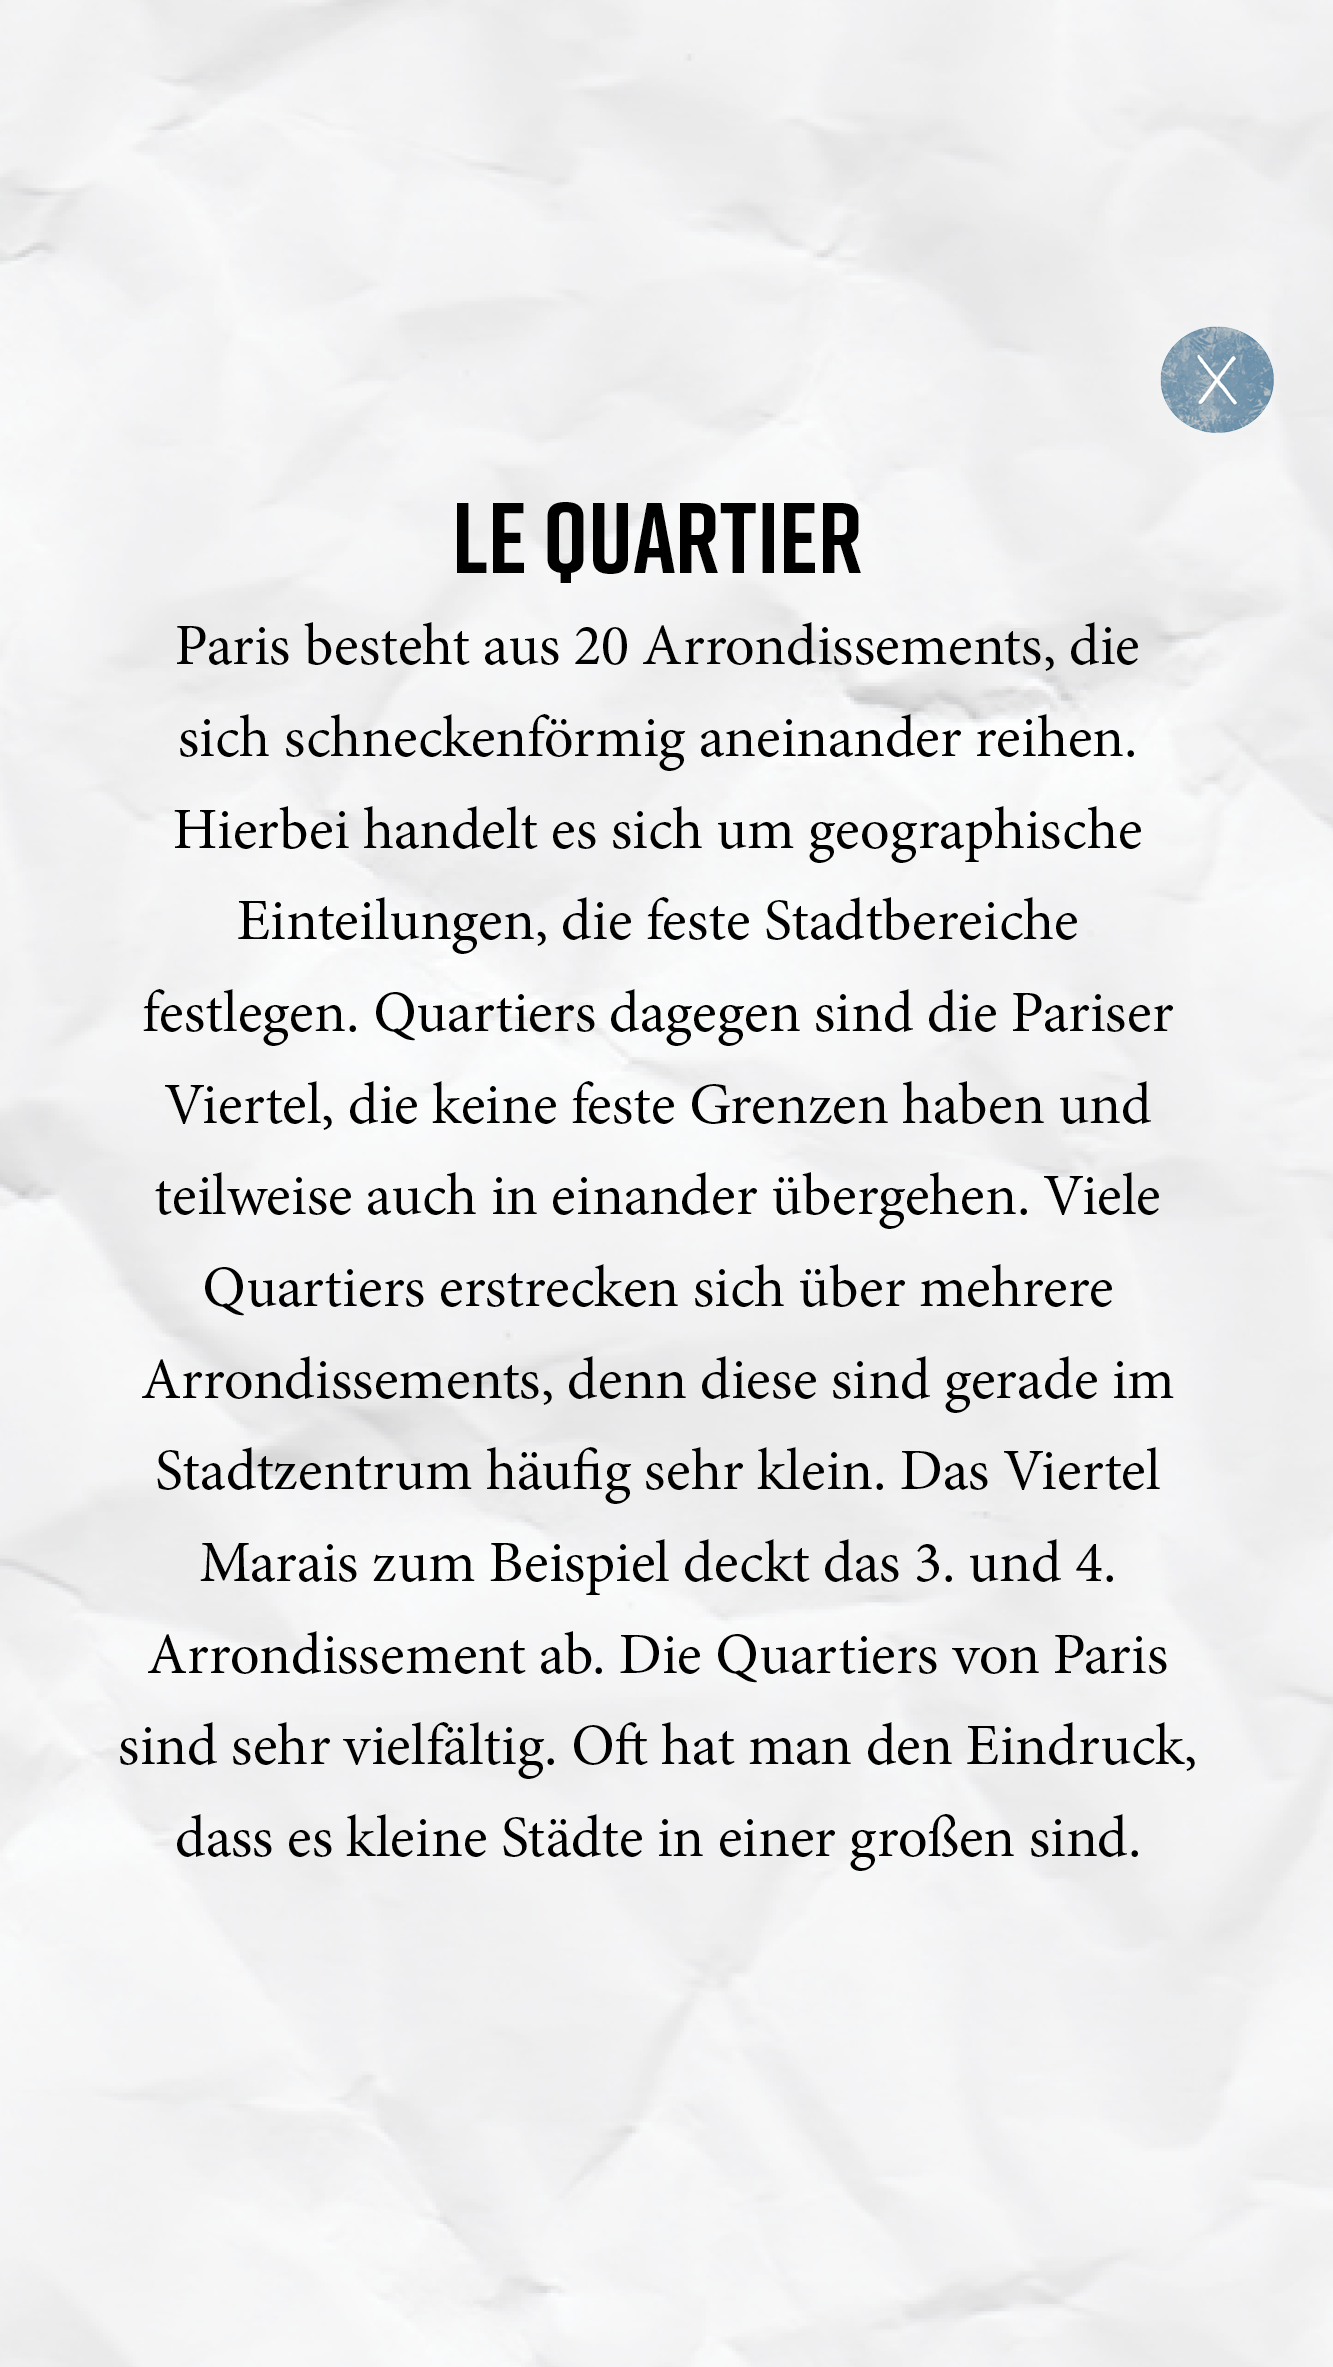 X
LE QUARTIER
Paris besteht aus 20 Arrondissements, die
sich schneckenförmig aneinander reihen.
Hierbei handelt es sich um geographische
Einteilungen, die feste Stadtbereiche
festlegen. Quartiers dagegen sind die Pariser
Viertel, die keine feste Grenzen haben und
teilweise auch in einander übergehen. Viele
Quartiers erstrecken sich über mehrere
Arrondissements, denn diese sind gerade im
Stadtzentrum häufig sehr klein. Das Viertel
Marais zum Beispiel deckt das 3. und 4.
Arrondissement ab. Die Quartiers von Paris
sind sehr vielfältig. Oft hat man den Eindruck,
dass es kleine Städte in einer großen sind.